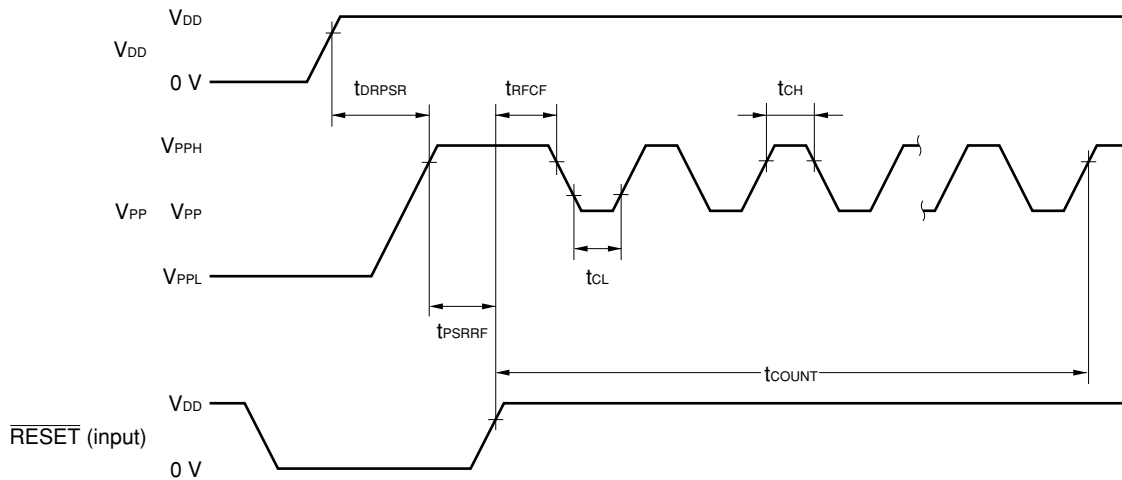 VDD
VDD
0 V
tDRPSR
tRFCF
tCH
VPPH
VPP VPP
tCL
VPPL
tPSRRF
tCOUNT
VDD
RESET (input)
0 V